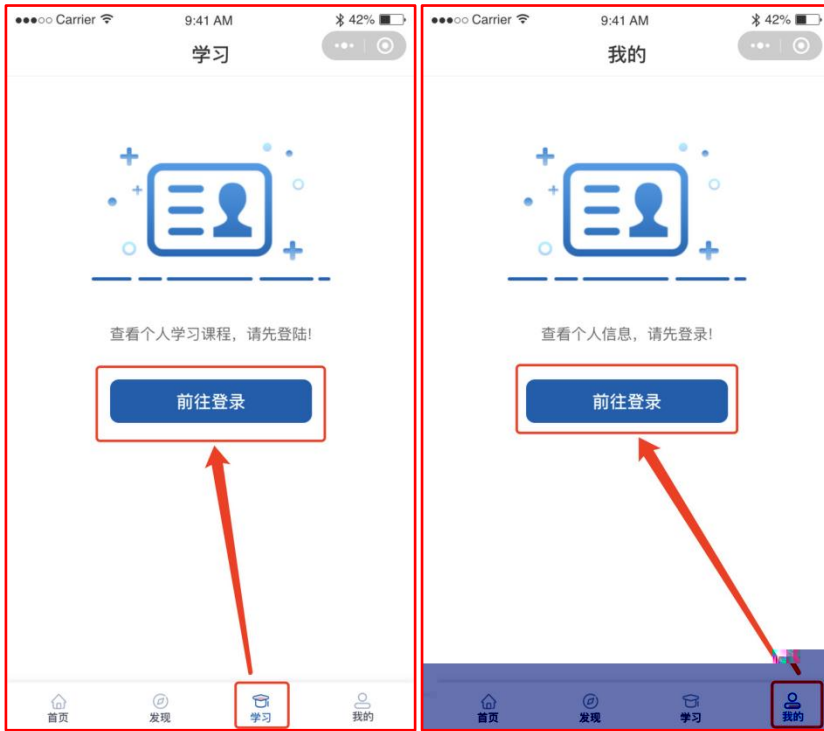 Carrier 9:41 AM 42%
学习
查看个人学习课程，请先登陆!
前往登录
首页 发现 学习 我的
Carrier 9:41 AM 42%
我的
查看个人信息，请先登录!
前往登录
首页 发现 学习 我的